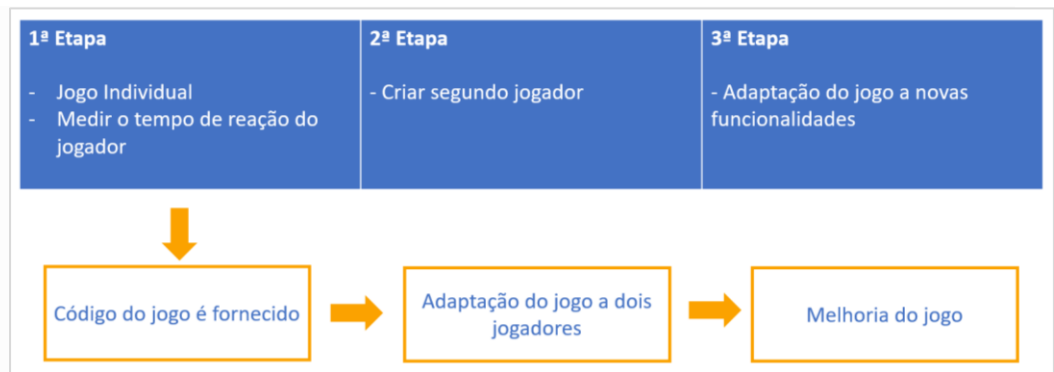 1ª Etapa
- Jogo Individual
- Medir o tempo de reação do
jogador
2ª Etapa
- Criar segundo jogador
3ª Etapa
- Adaptação do jogo a novas
funcionalidades
Código do jogo é fornecido
Adaptação do jogo a dois
jogadores
Melhoria do jogo